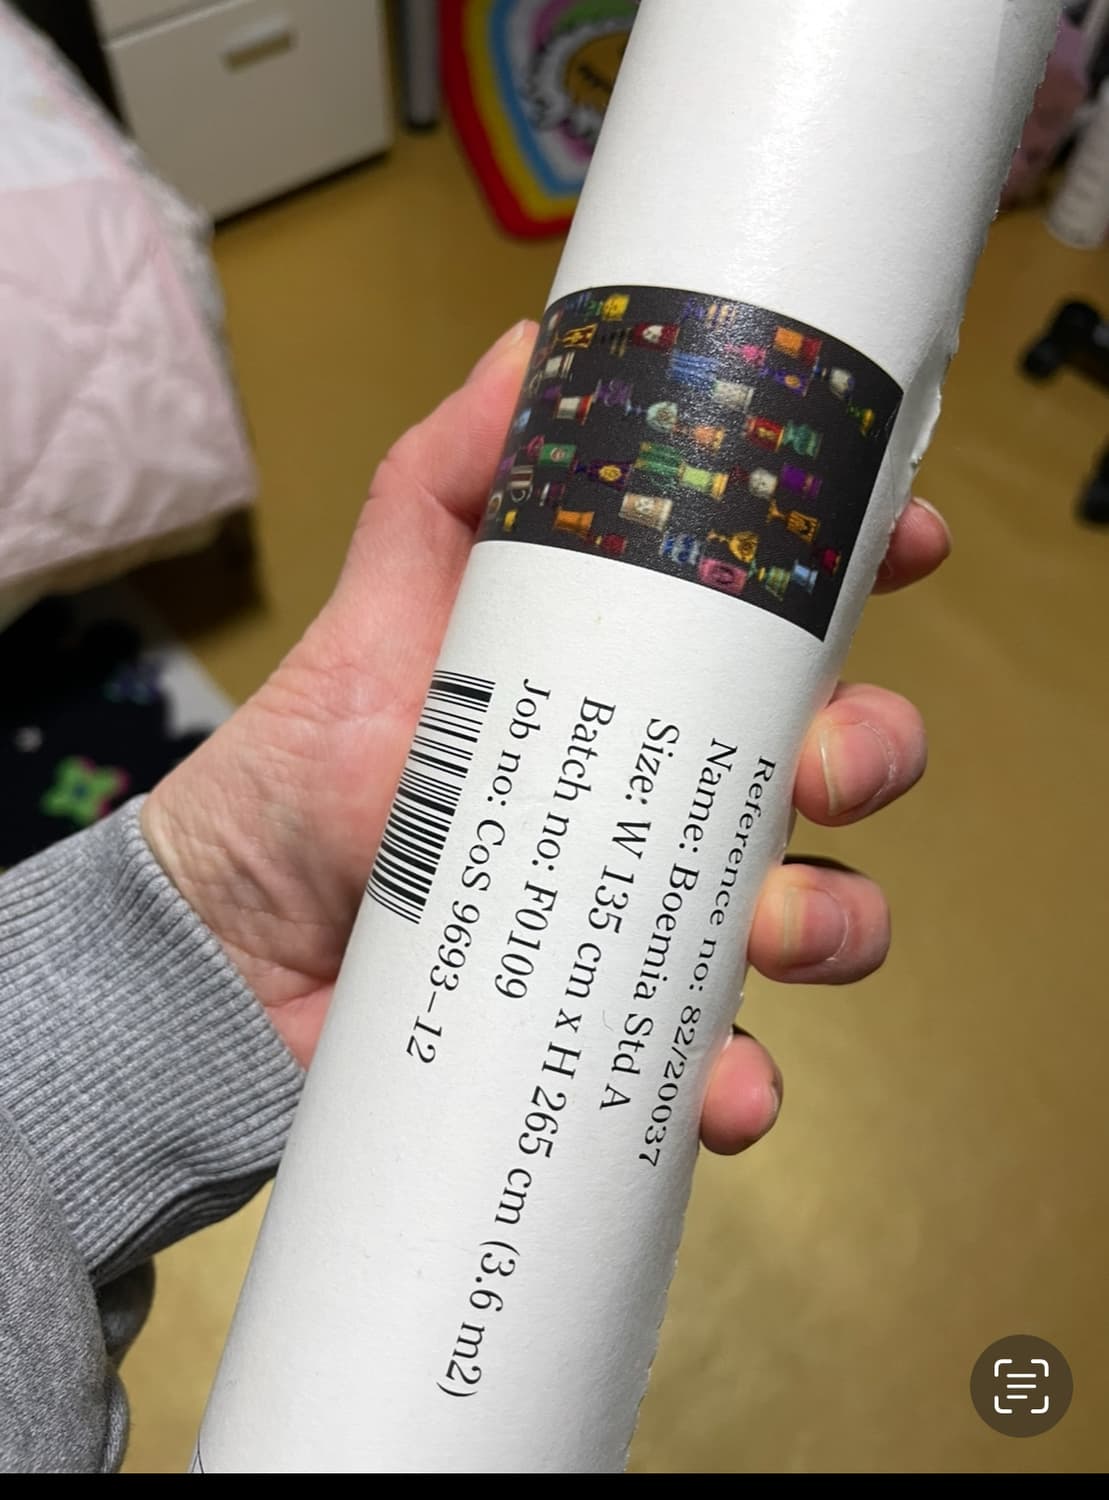 Reference no: 82/20037
Name: Boemia Std A
Size: W 135 cm x H 265 cm (3.6 m2)
Batch no: F0109
Job no: CoS 9693-12